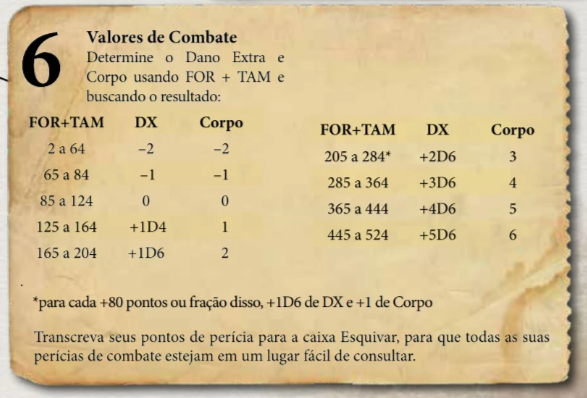 6
Valores de Combate
Determine o Dano Extra e
Corpo usando FOR + TAM e
buscando o resultado:
FOR+TAM DX Corpo
2 a 64 –2 –2
65 a 84 –1 –1
85 a 124 0 0
125 a 164 +1D4 1
165 a 204 +1D6 2
FOR+TAM DX Corpo
205 a 284* +2D6 3
285 a 364 +3D6 4
365 a 444 +4D6 5
445 a 524 +5D6 6
*para cada +80 pontos ou fração disso, +1D6 de DX e +1 de Corpo
Transcreva seus pontos de perícia para a caixa Esquivar, para que todas as suas
perícias de combate estejam em um lugar fácil de consultar.